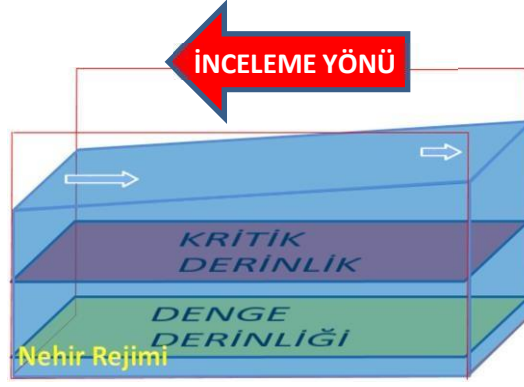 İNCELEME YÖNÜ
KRİTİK
DERİNLİK
DENGE
DERİNLİĞİ
Nehir Rejimi